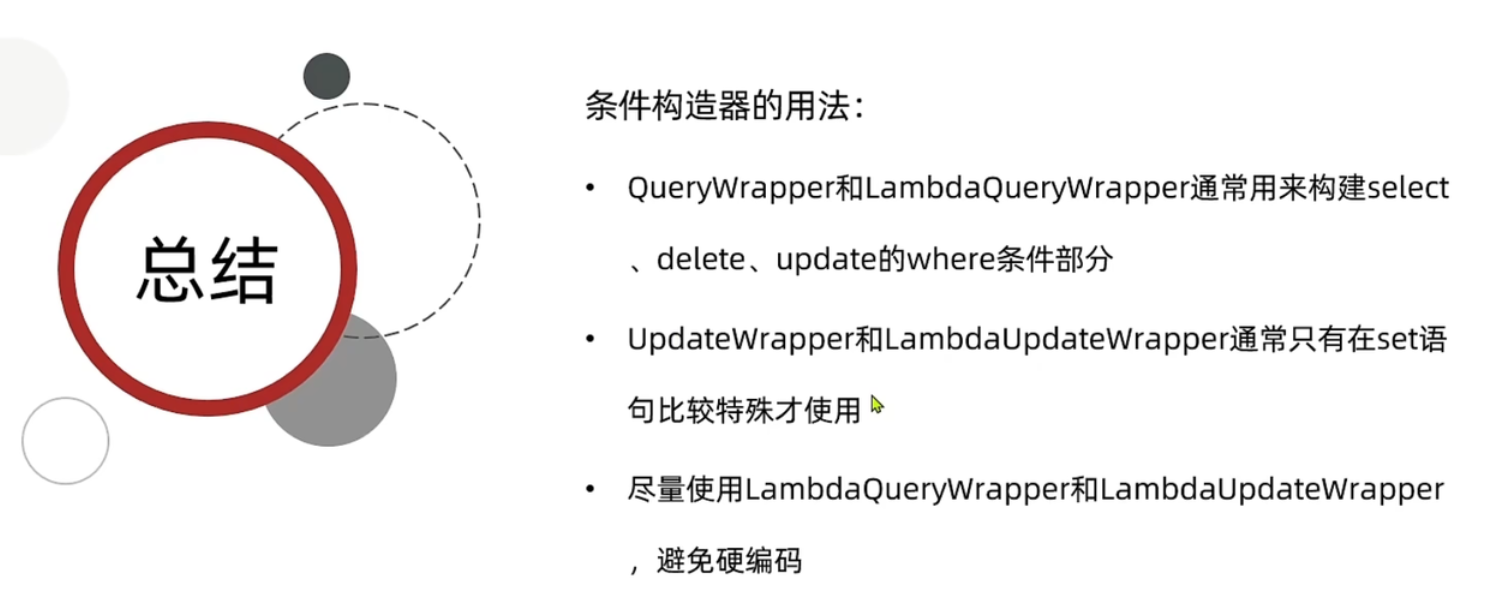 总结
条件构造器的用法：
• QueryWrapper和LambdaQueryWrapper通常用来构建select
、delete、update的where条件部分
• UpdateWrapper和LambdaUpdateWrapper通常只有在set语
句比较特殊才使用
• 尽量使用LambdaQueryWrapper和LambdaUpdateWrapper
，避免硬编码